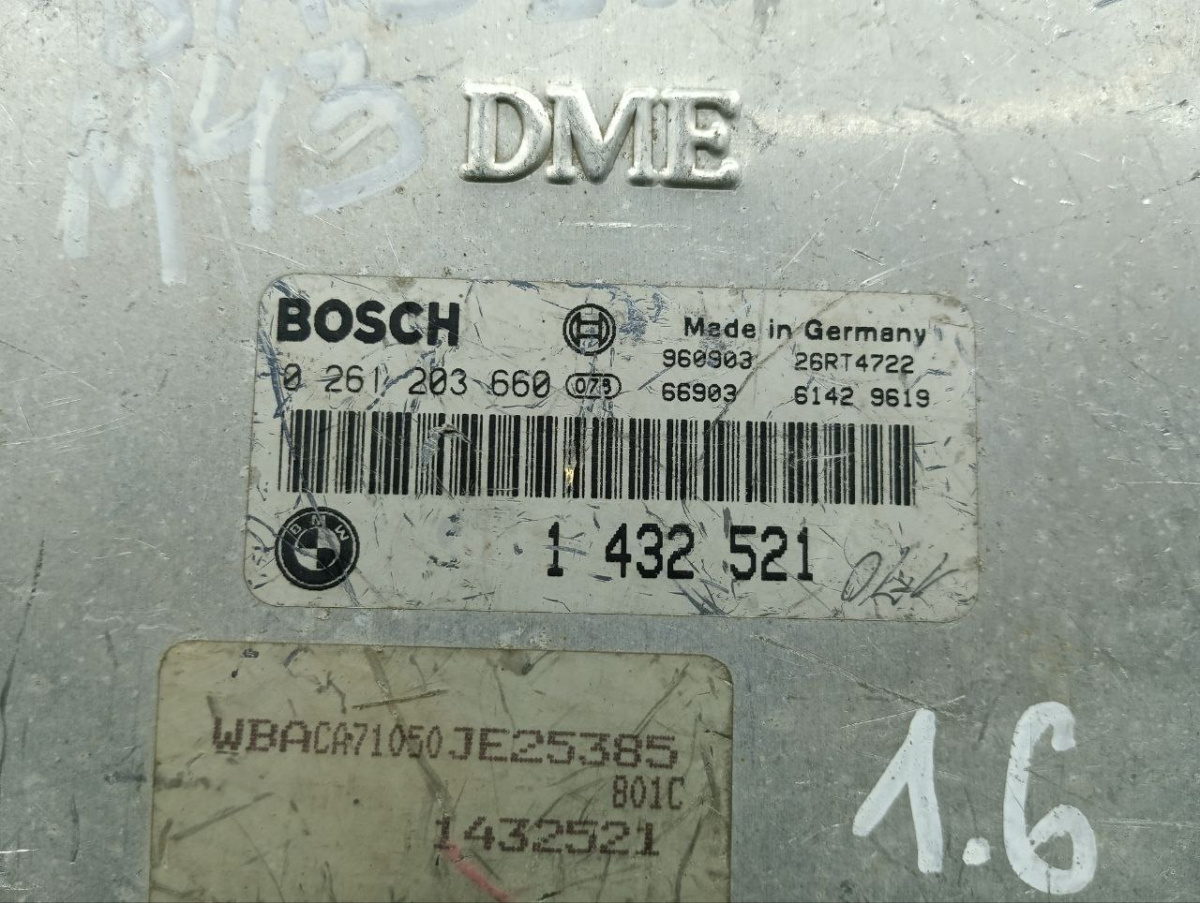 M43
DME
BOSCH
Made in Germany
0 261 203 660 078
960903 26RT4722
66903 6142 9619
BMW
1 432 521
WBACA71050JE25385
801C
1432521
1.6